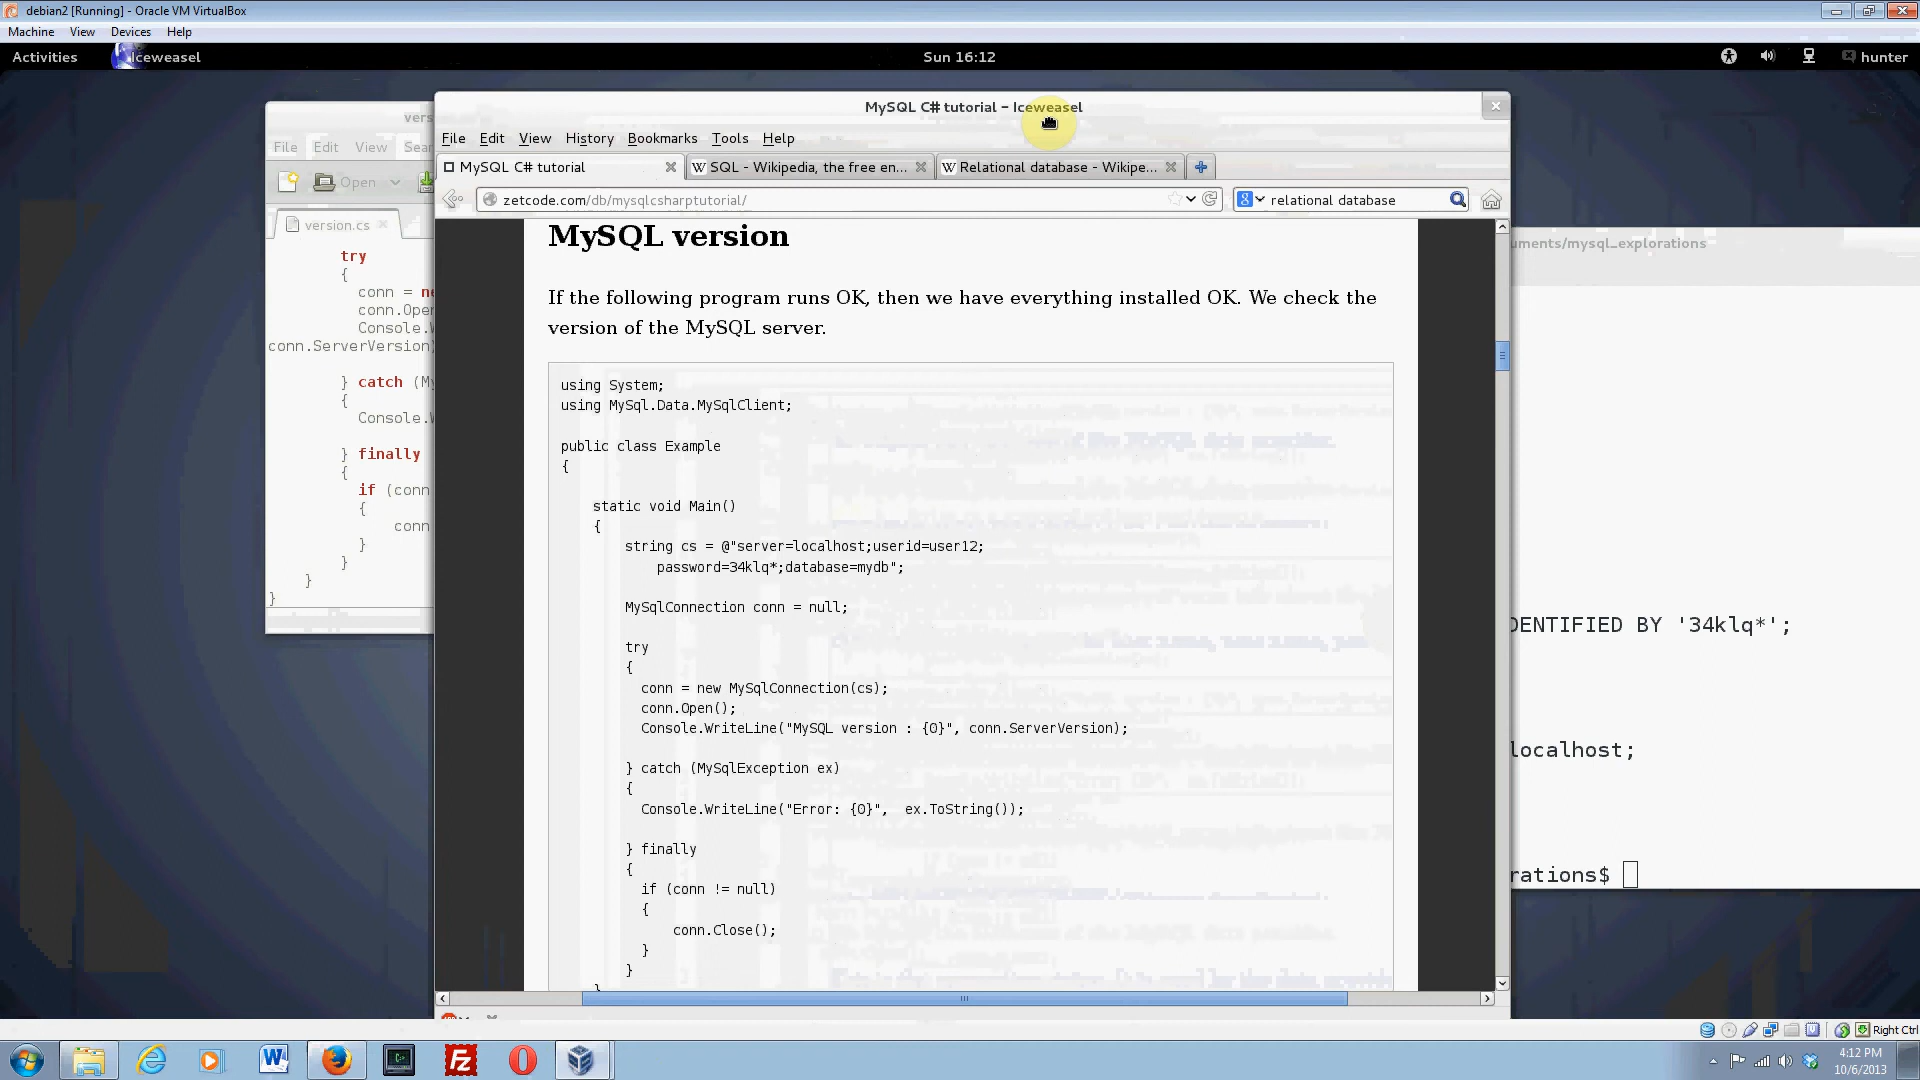 debian2 [Running] - Oracle VM VirtualBox
Machine View Devices Help
Activities Iceweasel Sun 16:12 hunter
MySQL C# tutorial - Iceweasel
File Edit View History Bookmarks Tools Help
MySQL C# tutorial
SQL - Wikipedia, the free en...
Relational database - Wikipe...
zetcode.com/db/mysqlcsharptutorial/
relational database
File Edit View
Open
version.cs
try
{
conn =
conn.ServerVersion)
} catch
{
} finally
{
if (conn
{
conn
}
}
}
}
MySQL version
If the following program runs OK, then we have everything installed OK. We check the
version of the MySQL server.
using System;
using MySql.Data.MySqlClient;
public class Example
{
static void Main()
{
string cs = @"server=localhost;userid=user12;
password=34klq*;database=mydb";
MySqlConnection conn = null;
try
{
conn = new MySqlConnection(cs);
conn.Open();
Console.WriteLine("MySQL version : {0}", conn.ServerVersion);
} catch (MySqlException ex)
{
Console.WriteLine("Error: {0}", ex.ToString());
} finally
{
if (conn != null)
{
conn.Close();
}
}
}
uments/mysql_explorations
DENTIFIED BY '34klq*';
localhost;
rations$
Right Ctrl
4:12 PM
10/6/2013